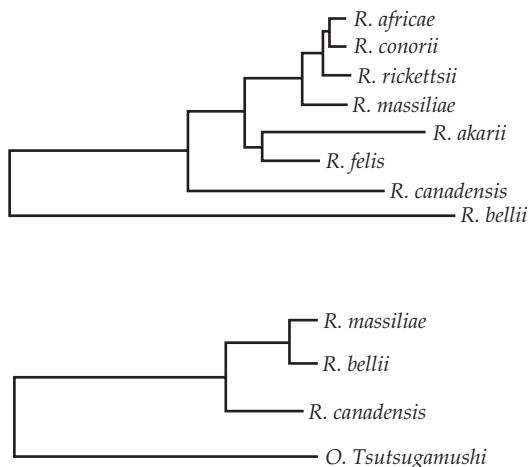 R. africae
R. conorii
R. rickettsii
R. massiliae
R. akarii
R. felis
R. canadensis
R. bellii
R. massiliae
R. bellii
R. canadensis
O. Tsutsugamushi